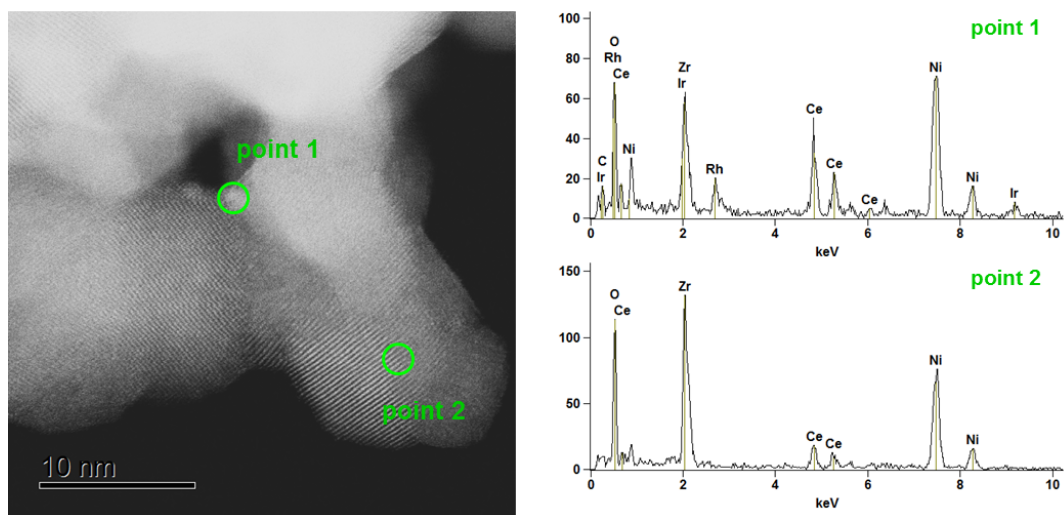 point 1
point 2
10 nm
point 1
100
80
60
40
20
0
O
Rh
Ce
C
Ir
Ni
Zr
Ir
Rh
Ce
Ce
Ce
Ni
Ni
Ir
0 2 4 6 8 10
keV
point 2
150
100
50
0
O
Ce
Zr
Ce
Ce
Ni
Ni
0 2 4 6 8 10
keV